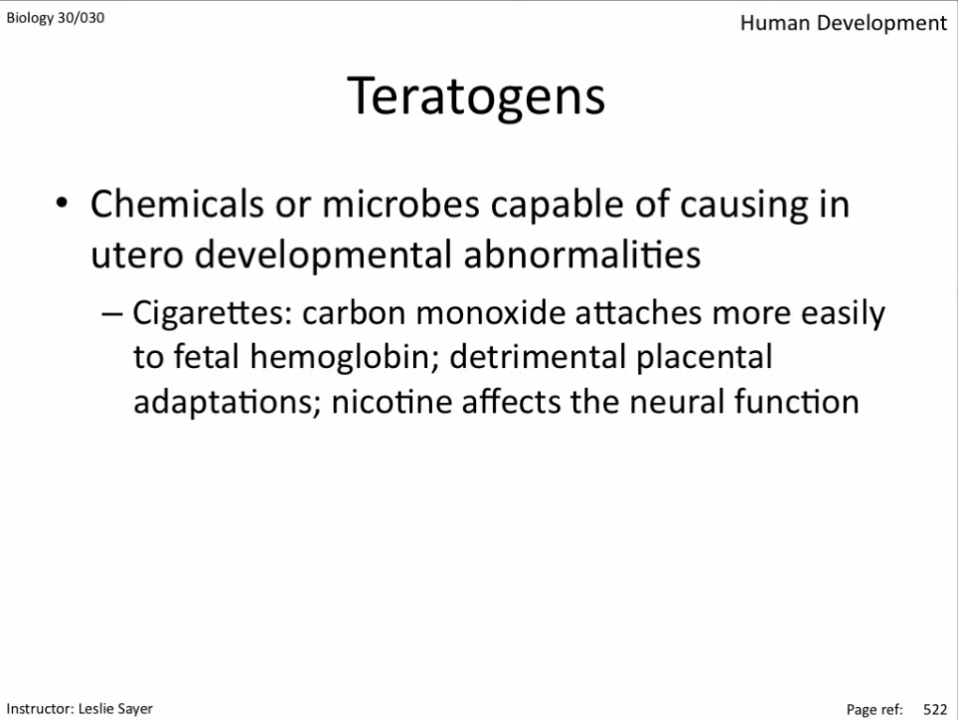 Biology 30/030
Human Development
Teratogens
• Chemicals or microbes capable of causing in
utero developmental abnormalities
– Cigarettes: carbon monoxide attaches more easily
to fetal hemoglobin; detrimental placental
adaptations; nicotine affects the neural function
Instructor: Leslie Sayer
Page ref: 522